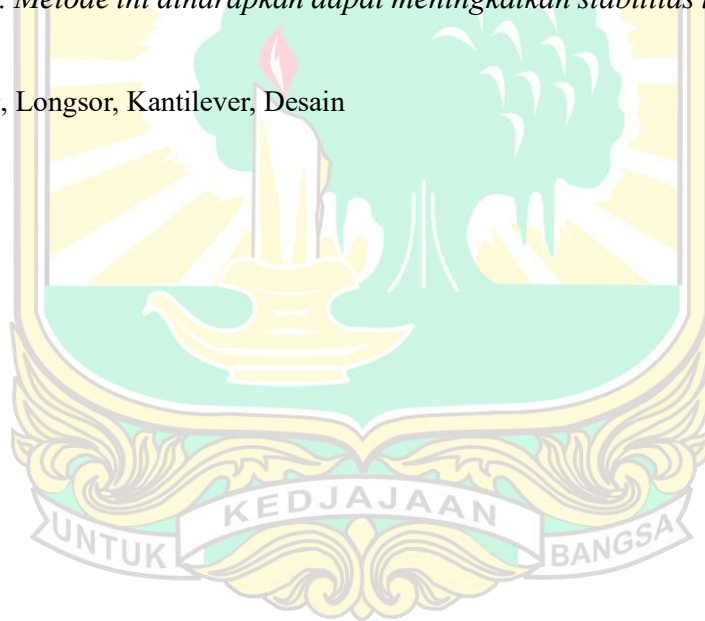 . Metode ini diharapkan dapat meningkatkan stabilitas
, Longsor, Kantilever, Desain
UNTUK KEDJAJAAN BANGSA